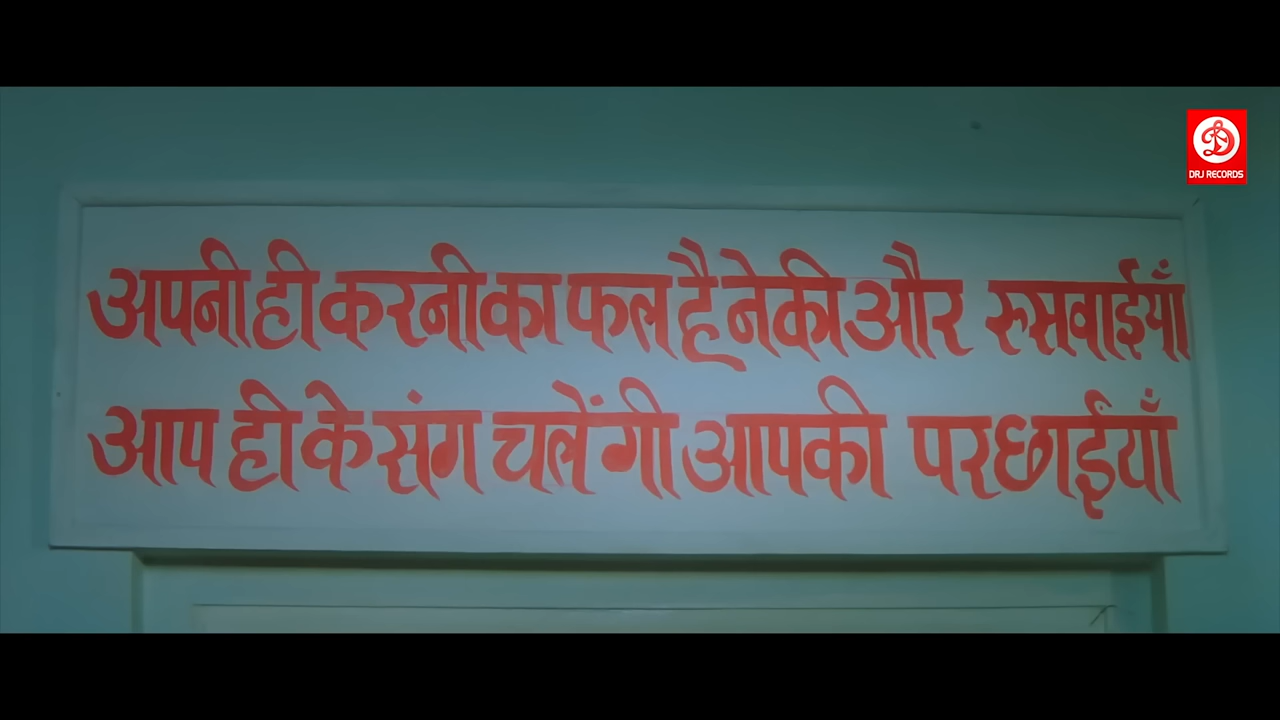 DRJ RECORDS
अपनी ही करनी का फल है नेकी और रुसवाईयाँ
आप ही के संग चलेंगी आपकी परछाईयाँ